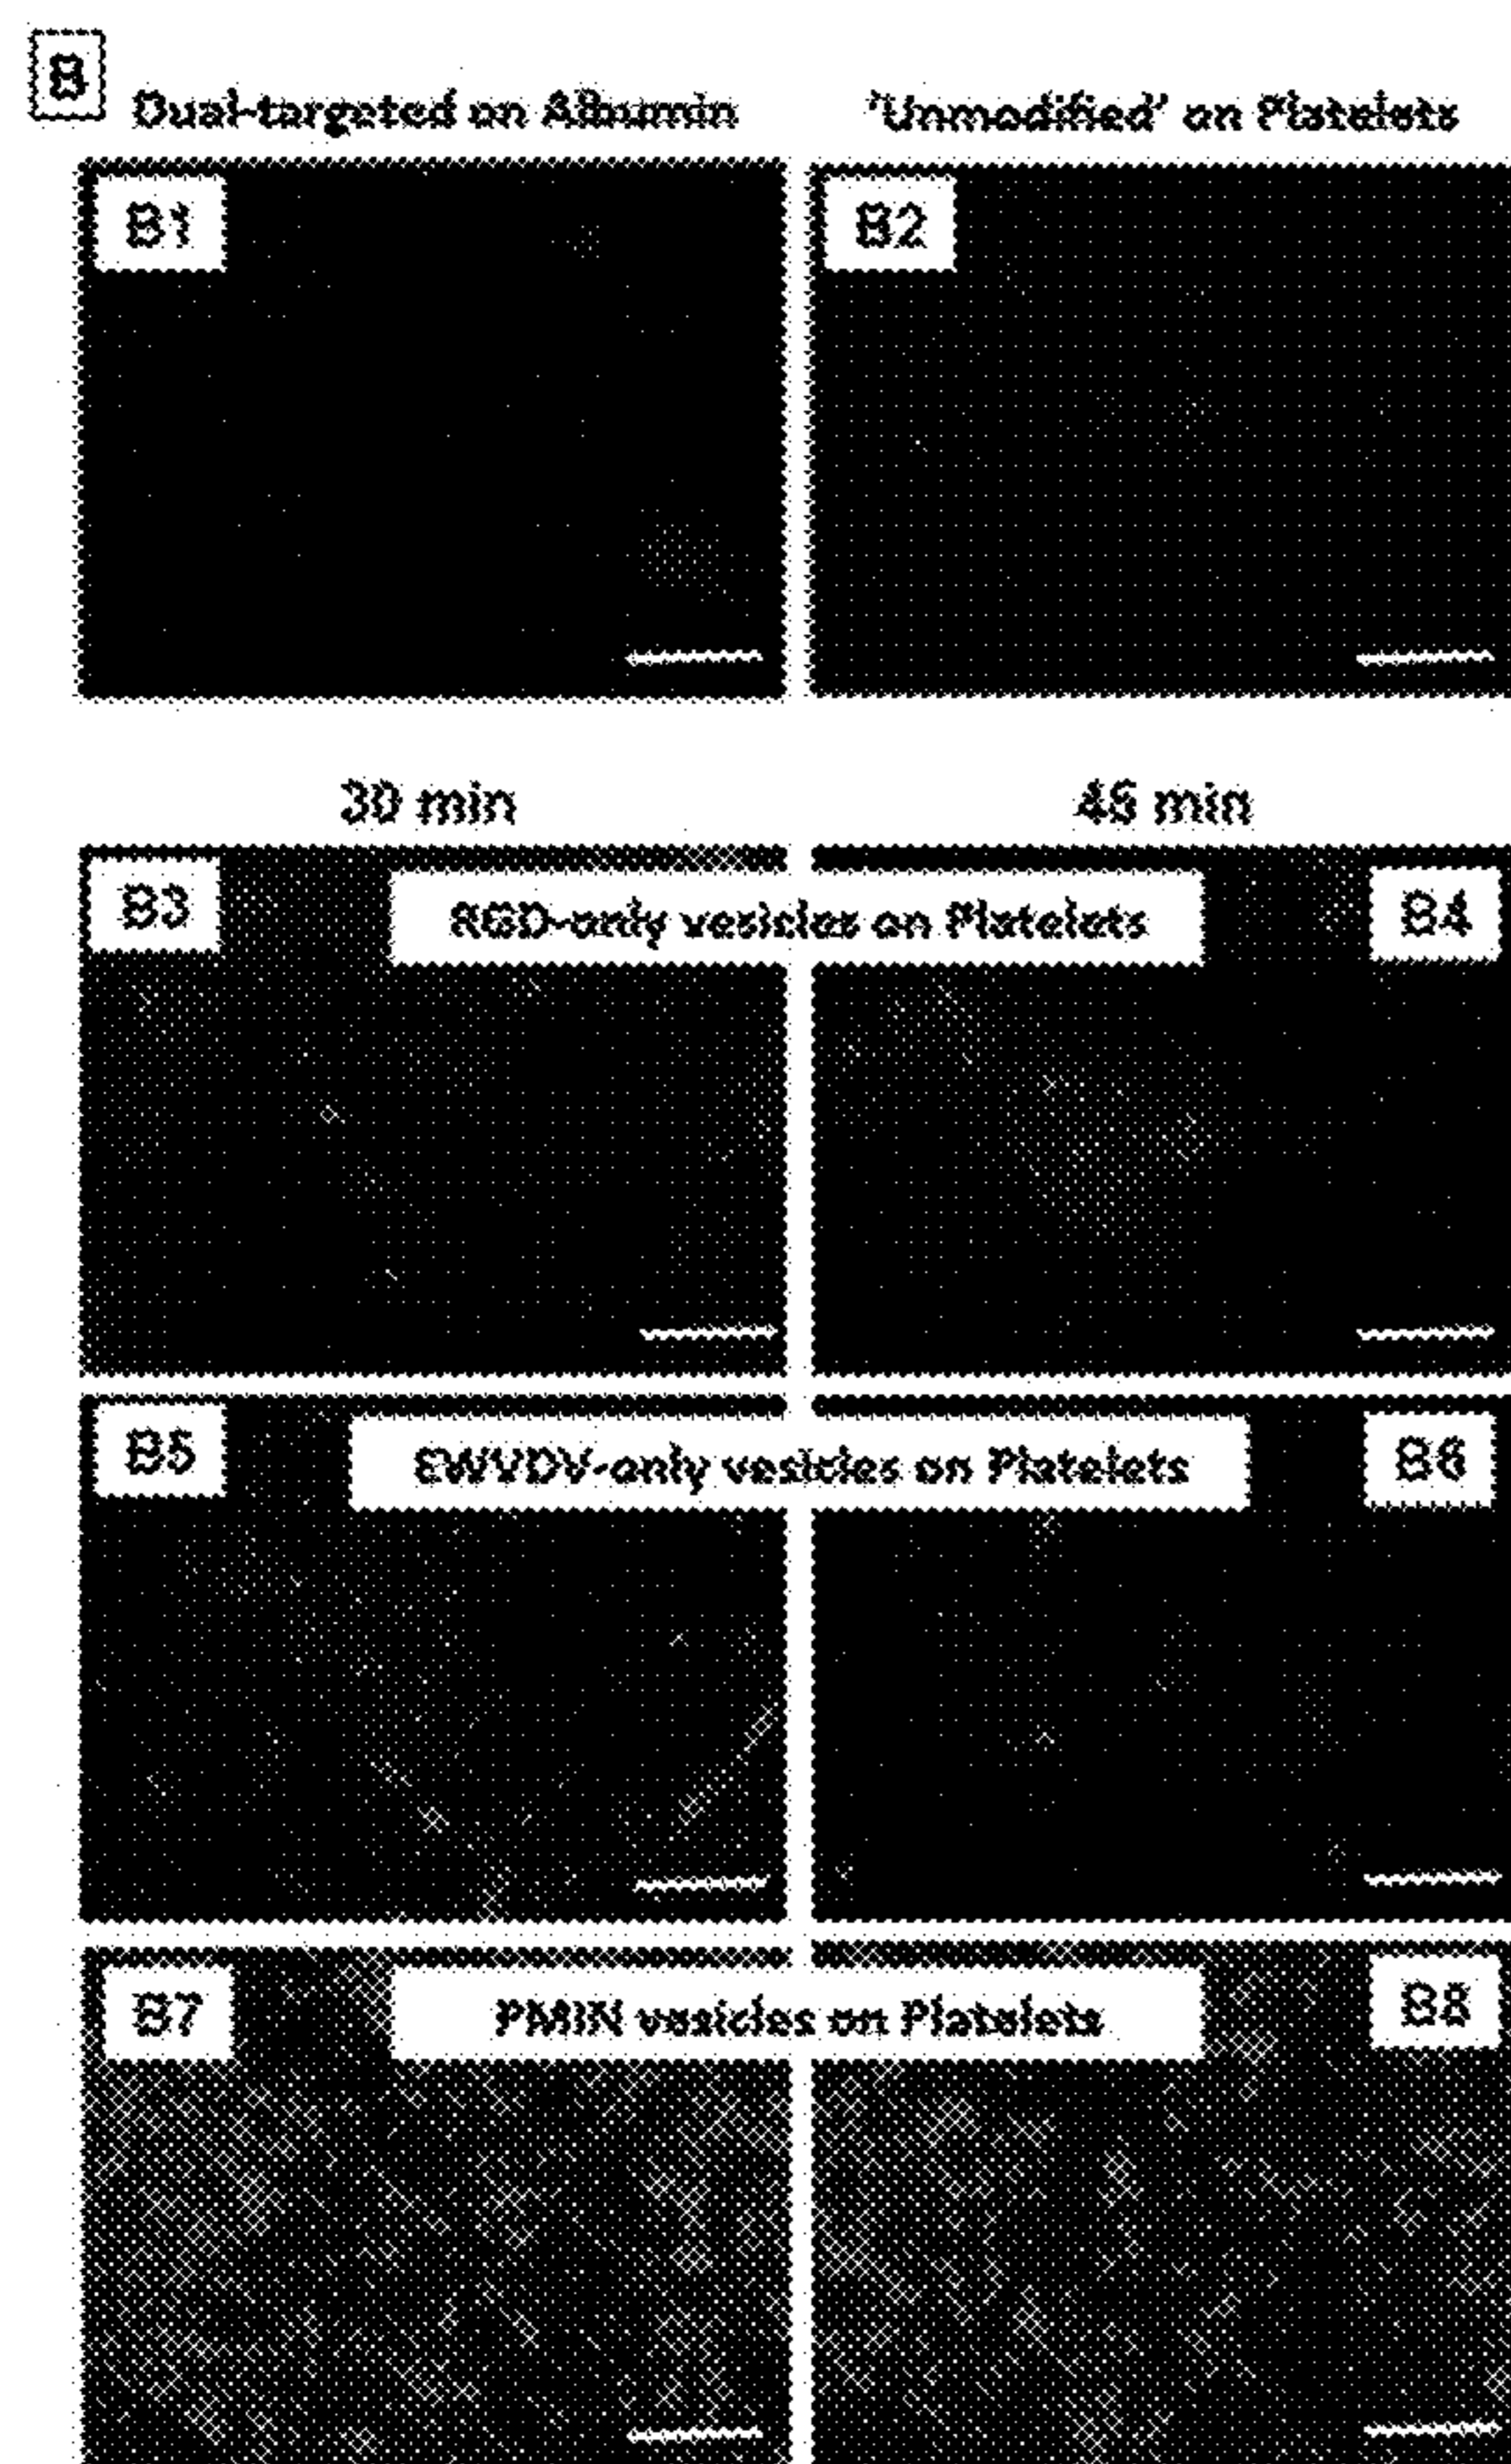 B
Dual-targeted on Albumin
'Unmodified' on Platelets
B1
B2
30 min
45 min
B3
RGD-only vesicles on Platelets
B4
B5
EWVDV-only vesicles on Platelets
B6
B7
PMIN vesicles on Platelets
B8